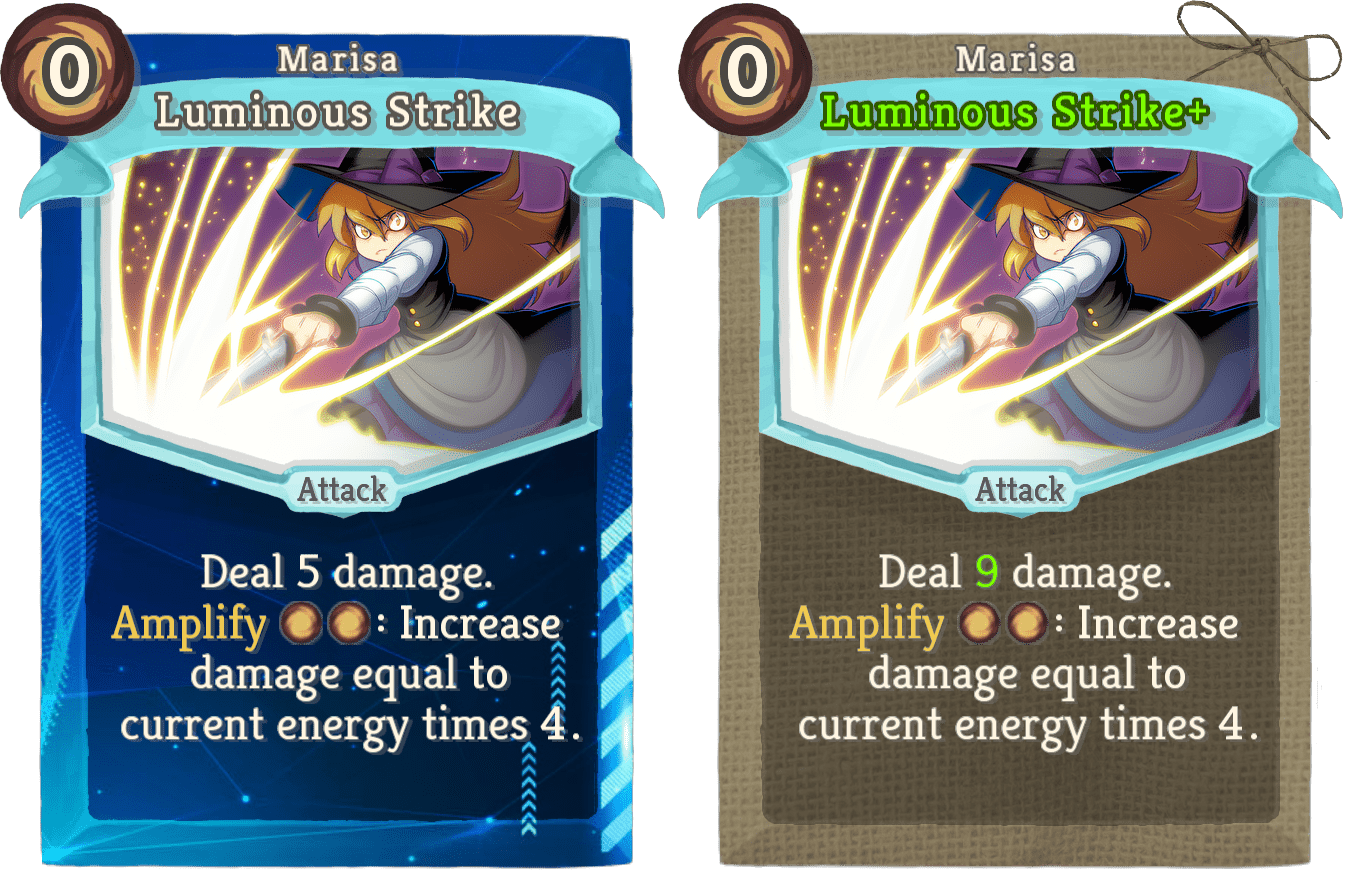 0
Marisa
Luminous Strike
Attack
Deal 5 damage.
Amplify : Increase
damage equal to
current energy times 4.
0
Marisa
Luminous Strike+
Attack
Deal 9 damage.
Amplify : Increase
damage equal to
current energy times 4.